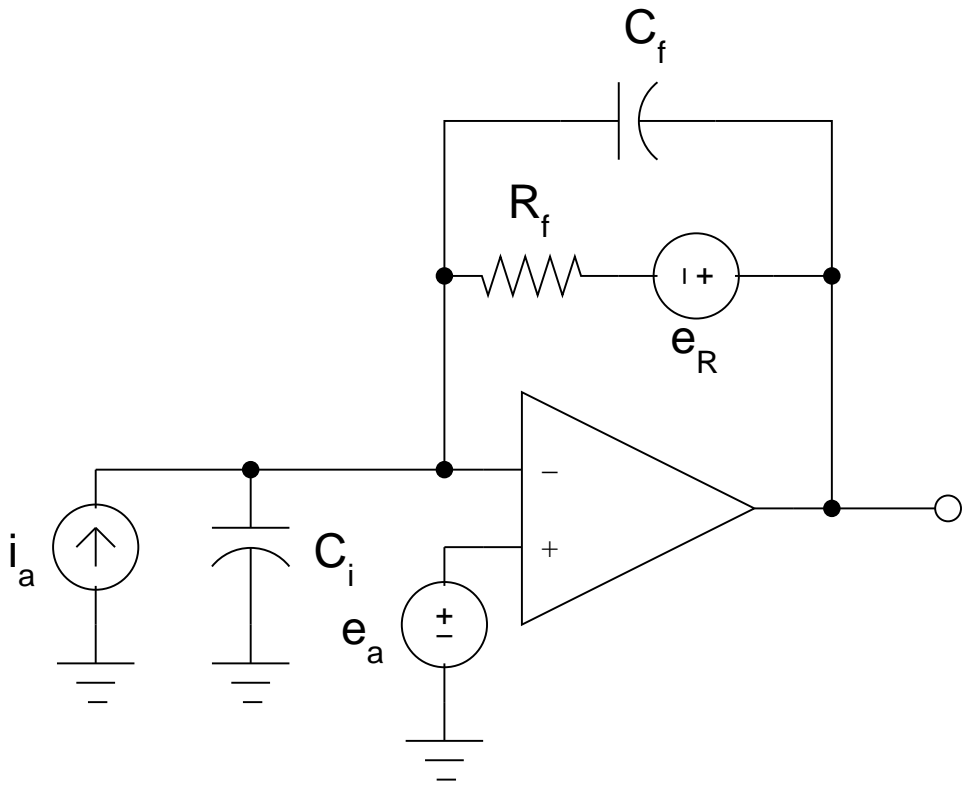 C_f
R_f
− +
e_R
−
i_a
C_i
+
+
−
e_a